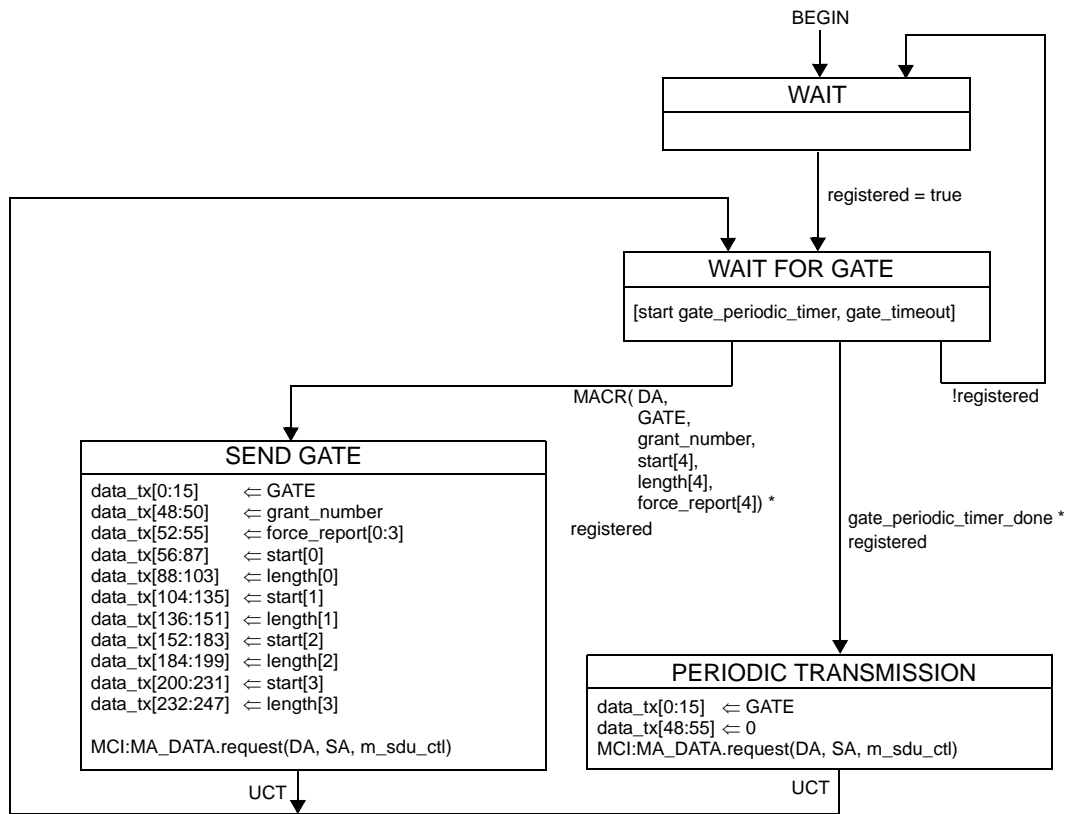 BEGIN
WAIT
registered = true
WAIT FOR GATE
[start gate_periodic_timer, gate_timeout]
!registered
MACR( DA,
GATE,
grant_number,
start[4],
length[4],
force_report[4]) *
registered
gate_periodic_timer_done *
registered
SEND GATE
data_tx[0:15] ⇐ GATE
data_tx[48:50] ⇐ grant_number
data_tx[52:55] ⇐ force_report[0:3]
data_tx[56:87] ⇐ start[0]
data_tx[88:103] ⇐ length[0]
data_tx[104:135] ⇐ start[1]
data_tx[136:151] ⇐ length[1]
data_tx[152:183] ⇐ start[2]
data_tx[184:199] ⇐ length[2]
data_tx[200:231] ⇐ start[3]
data_tx[232:247] ⇐ length[3]
MCI:MA_DATA.request(DA, SA, m_sdu_ctl)
UCT
PERIODIC TRANSMISSION
data_tx[0:15] ⇐ GATE
data_tx[48:55] ⇐ 0
MCI:MA_DATA.request(DA, SA, m_sdu_ctl)
UCT